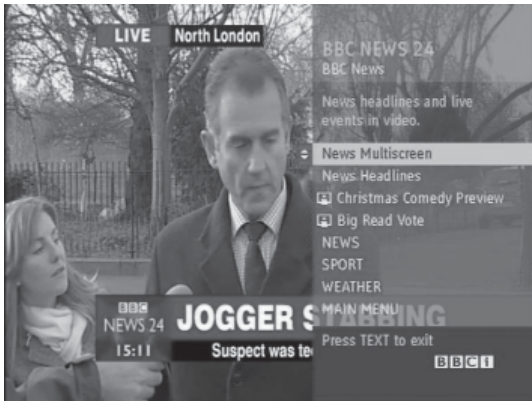 LIVE North London
BBC NEWS 24
BBC News
News headlines and live
events in video.
News Multiscreen
News Headlines
Christmas Comedy Preview
Big Read Vote
NEWS
SPORT
WEATHER
MAIN MENU
Press TEXT to exit
BBC 1
BBC
NEWS 24
15:11
JOGGER STABBING
Suspect was